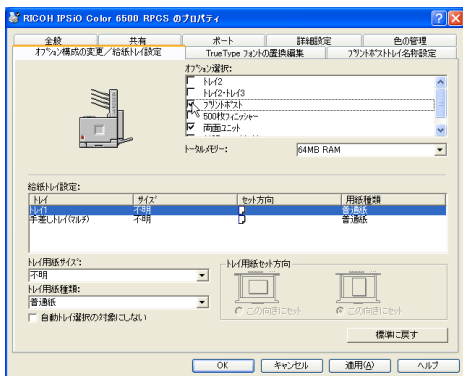 RICOH IPSiO Color 6500 RPCS のプロパティ
全般 共有 ポート 詳細設定 色の管理
オプション構成の変更/給紙トレイ設定 TrueType フォントの置換編集 プリントポストトレイ名称設定
オプション選択:
トレイ2
トレイ2・トレイ3
プリントポスト
500枚フィニッシャー
両面ユニット
トータルメモリー: 64MB RAM
給紙トレイ設定:
トレイ サイズ セット方向 用紙種類
トレイ1 不明 普通紙
手差しトレイ(マルチ) 不明 普通紙
トレイ用紙サイズ: トレイ用紙セット方向
不明
トレイ用紙種類:
普通紙 この向きにセット この向きにセット
自動トレイ選択の対象にしない
標準に戻す
OK キャンセル 適用(A) ヘルプ